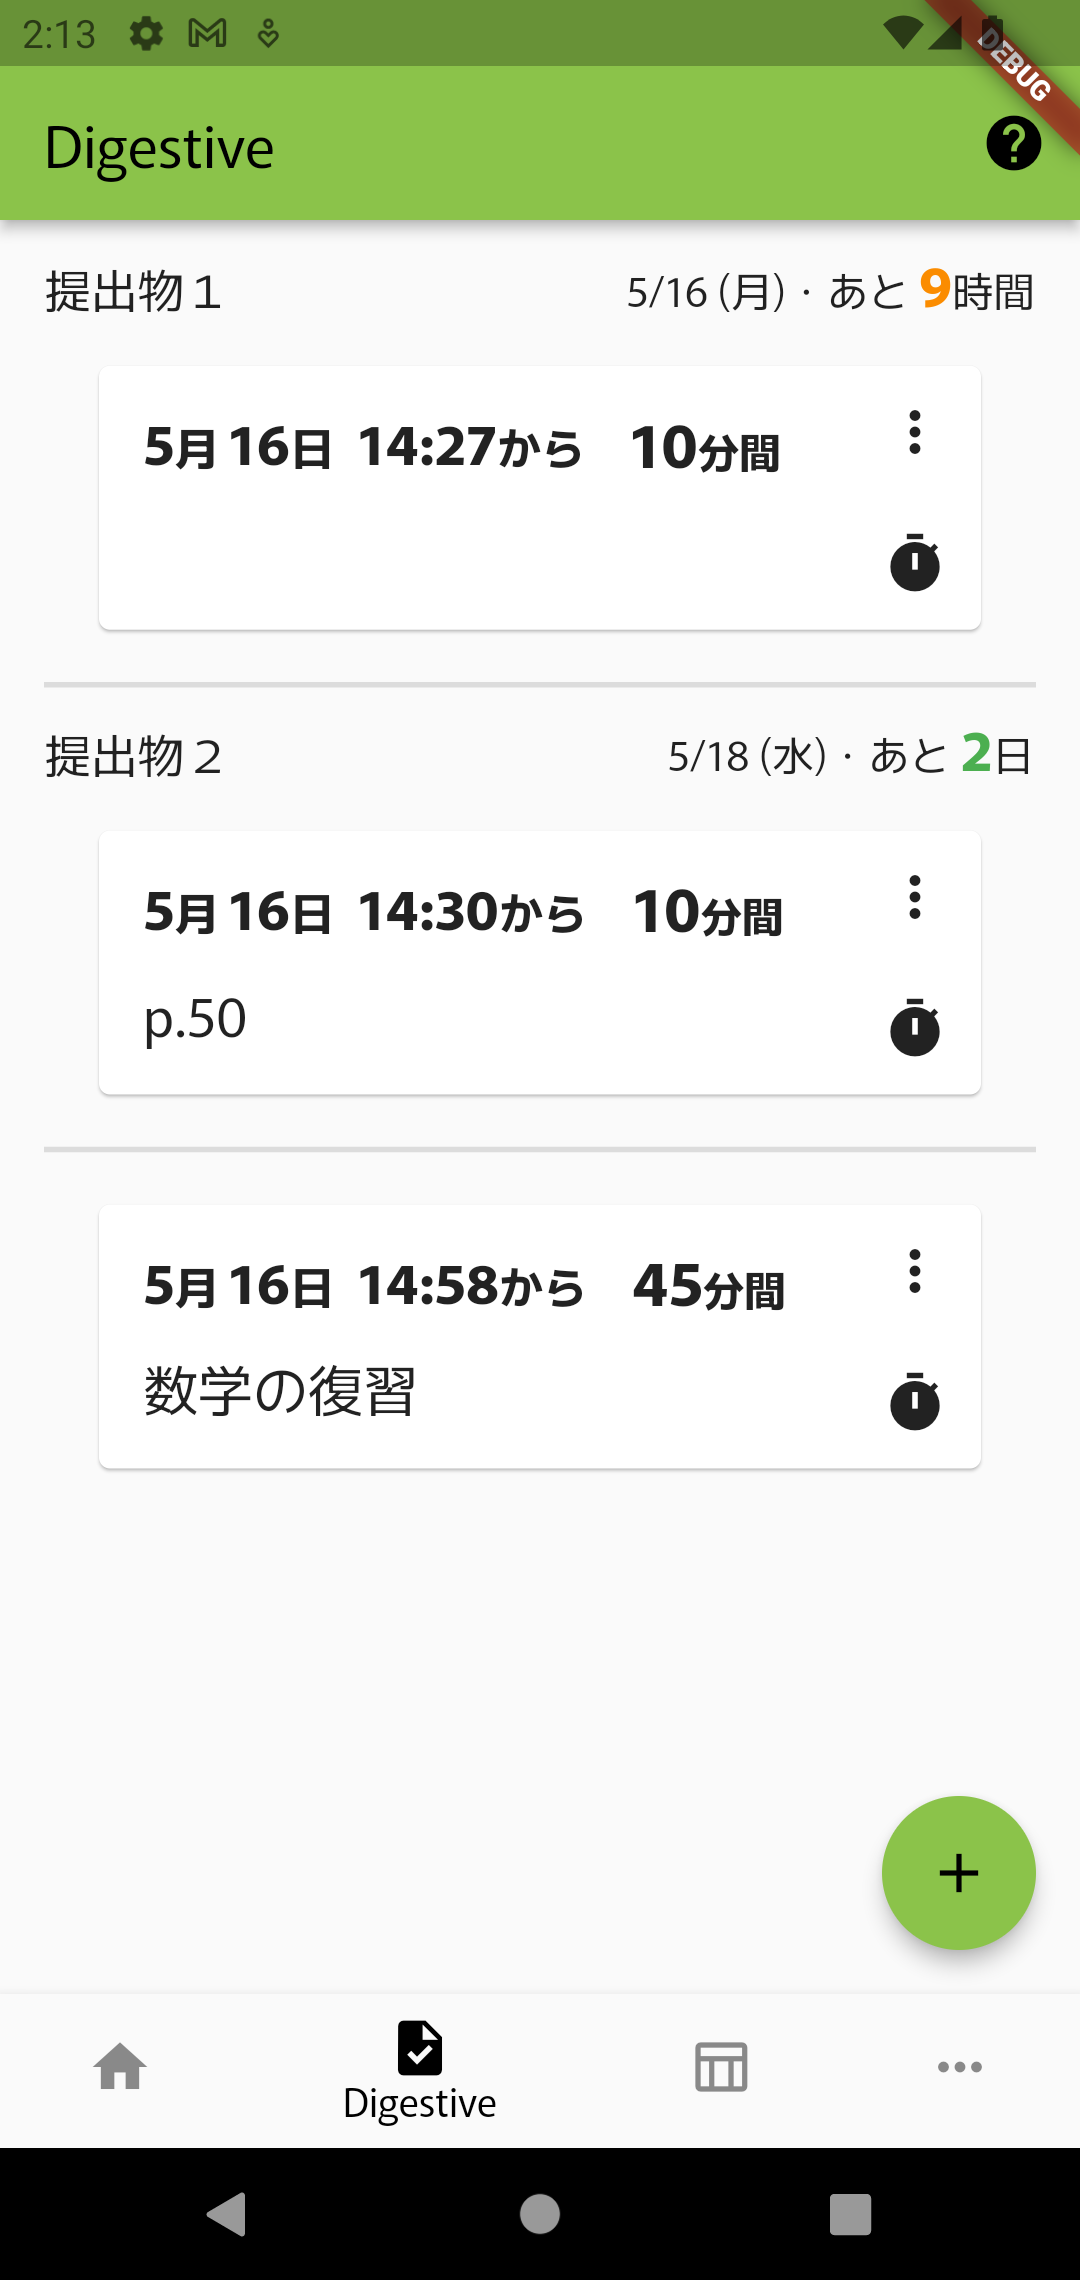 2:13
DEBUG
Digestive
提出物１
5/16 (月)・あと 9時間
5月 16日 14:27から 10分間
提出物２
5/18 (水)・あと 2日
5月 16日 14:30から 10分間
p.50
5月 16日 14:58から 45分間
数学の復習
Digestive